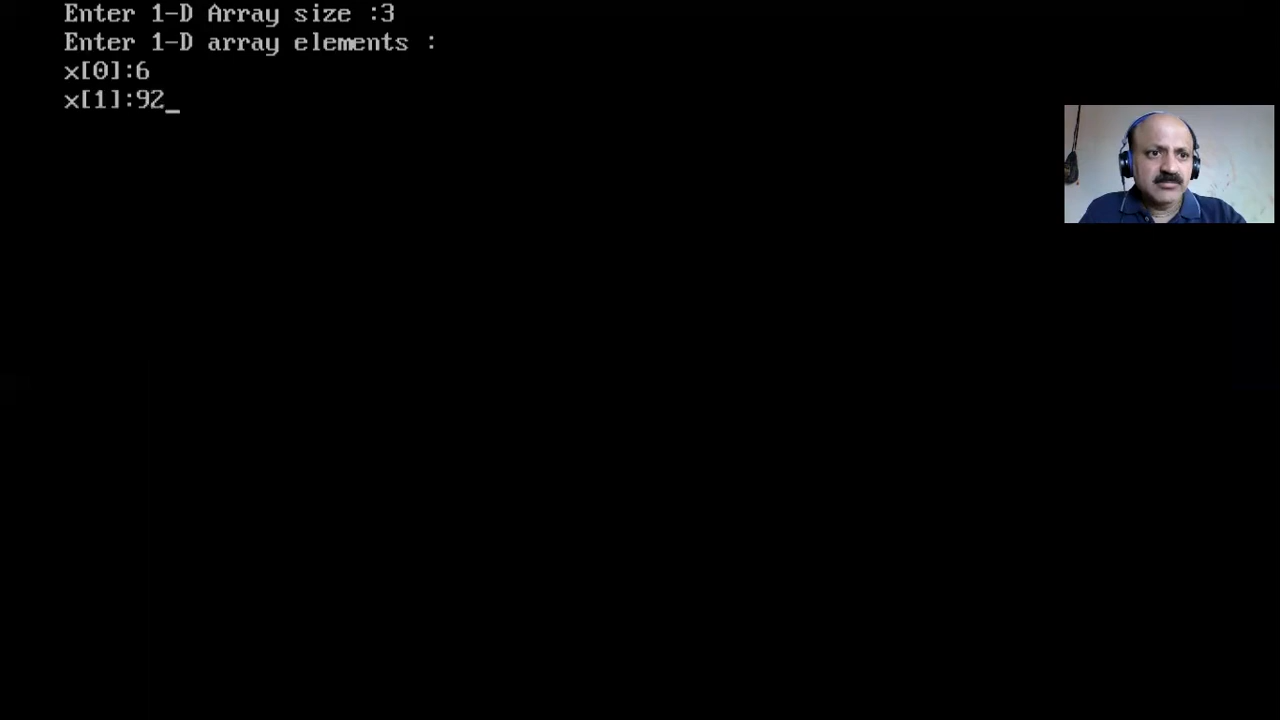 Enter 1-D Array size :3
Enter 1-D array elements :
x[0]:6
x[1]:92_